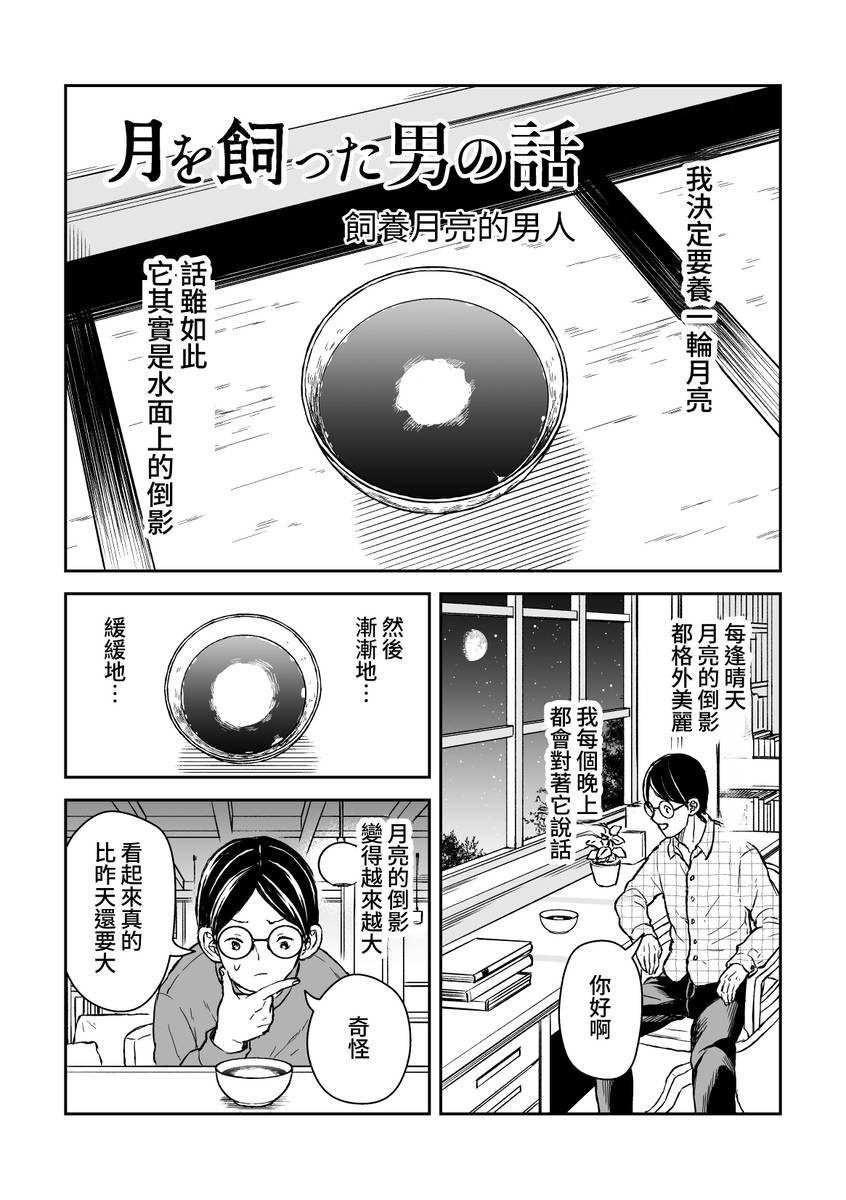 月を飼った男の話
飼養月亮的男人
我決定要養一輪月亮
話雖如此
它其實是水面上的倒影
每逢晴天
月亮的倒影
都格外美麗
我每個晚上
都會對著它說話
你好啊
然後
漸漸地…
緩緩地…
月亮的倒影
變得越來越大
奇怪
看起來真的
比昨天還要大